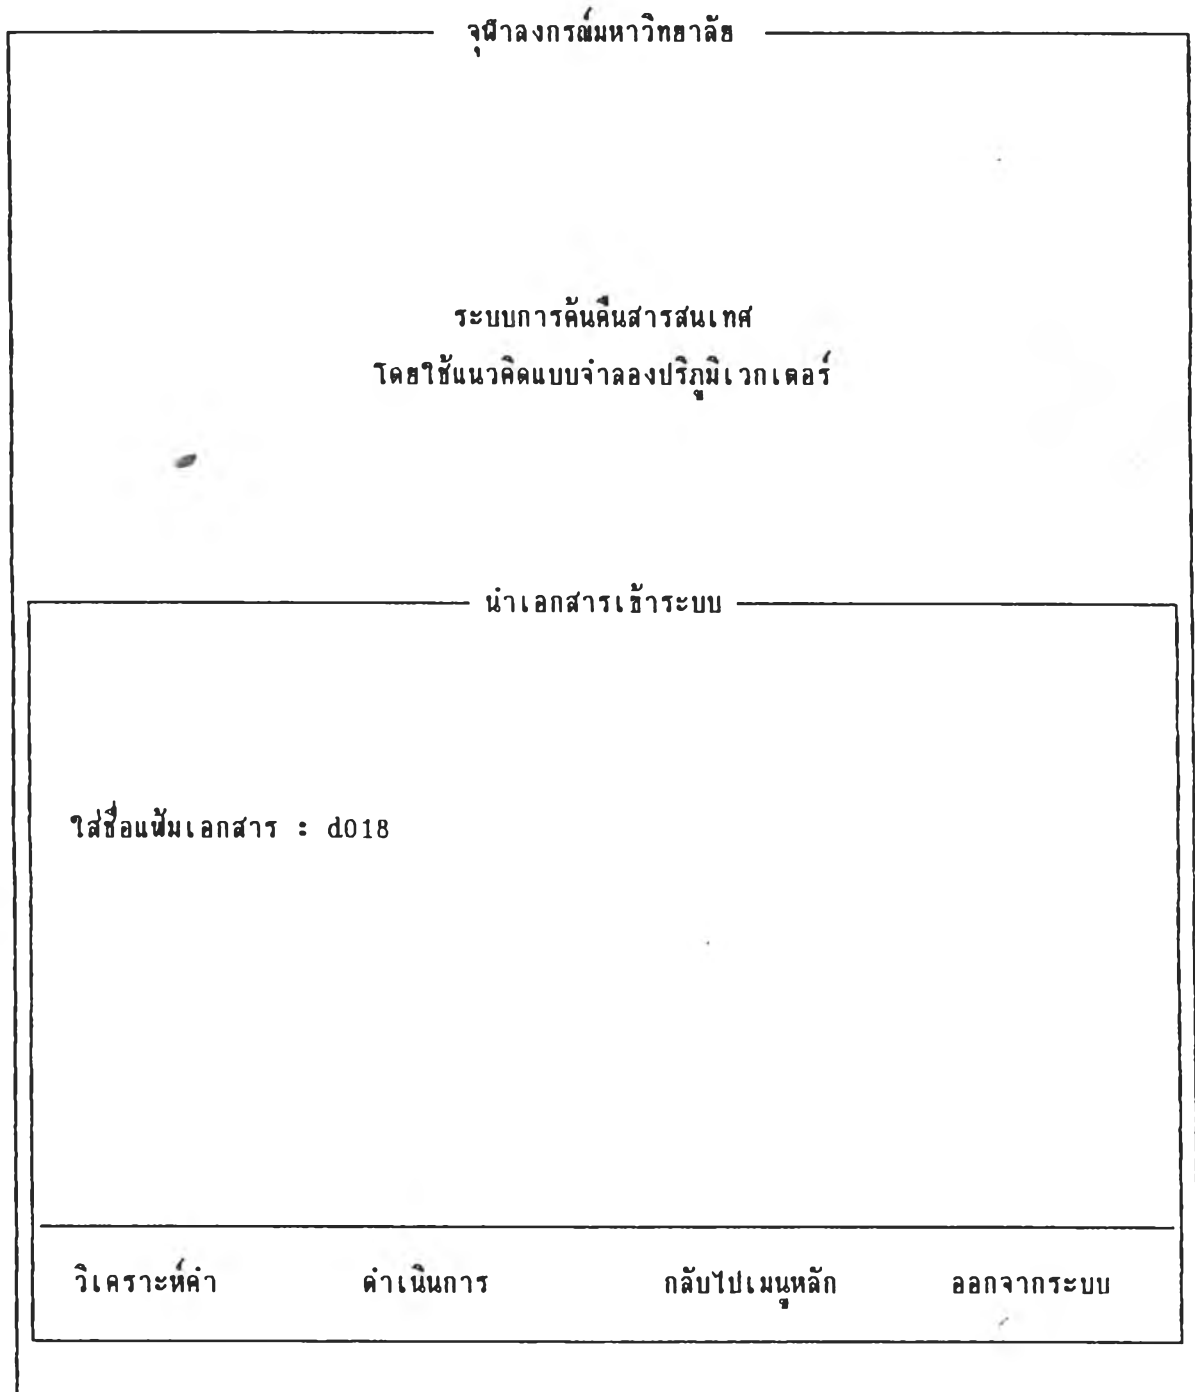 จุฬาลงกรณ์มหาวิทยาลัย
ระบบการค้นคืนสารสนเทศ
โดยใช้แนวคิดแบบจำลองปริภูมิเวกเตอร์
นำเอกสารเข้าระบบ
ใส่ชื่อแฟ้มเอกสาร : d018
วิเคราะห์คำ ดำเนินการ กลับไปเมนูหลัก ออกจากระบบ